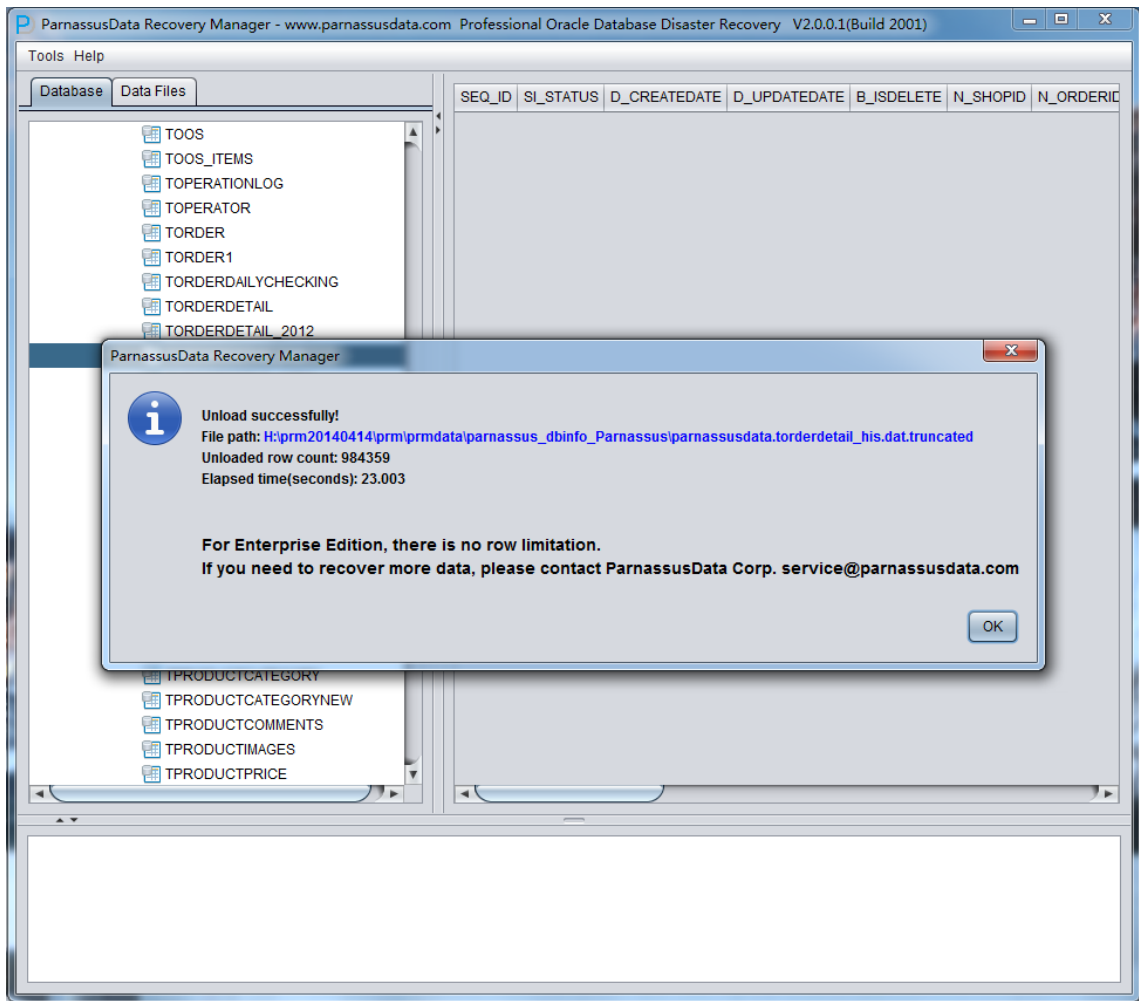 ParnassusData Recovery Manager - www.parnassusdata.com Professional Oracle Database Disaster Recovery V2.0.0.1(Build 2001)
Tools Help
Database Data Files
SEQ_ID SI_STATUS D_CREATEDATE D_UPDATEDATE B_ISDELETE N_SHOPID N_ORDERID
TOOS
TOOS_ITEMS
TOPERATIONLOG
TOPERATOR
TORDER
TORDER1
TORDERDAILYCHECKING
TORDERDETAIL
TORDERDETAIL_2012
ParnassusData Recovery Manager
Unload successfully!
File path: H:\prm20140414\prm\prmdata\parnassus_dbinfo_Parnassus\parnassusdata.torderdetail_his.dat.truncated
Unloaded row count: 984359
Elapsed time(seconds): 23.003
For Enterprise Edition, there is no row limitation.
If you need to recover more data, please contact ParnassusData Corp. service@parnassusdata.com
OK
TPRODUCTCATEGORY
TPRODUCTCATEGORYNEW
TPRODUCTCOMMENTS
TPRODUCTIMAGES
TPRODUCTPRICE